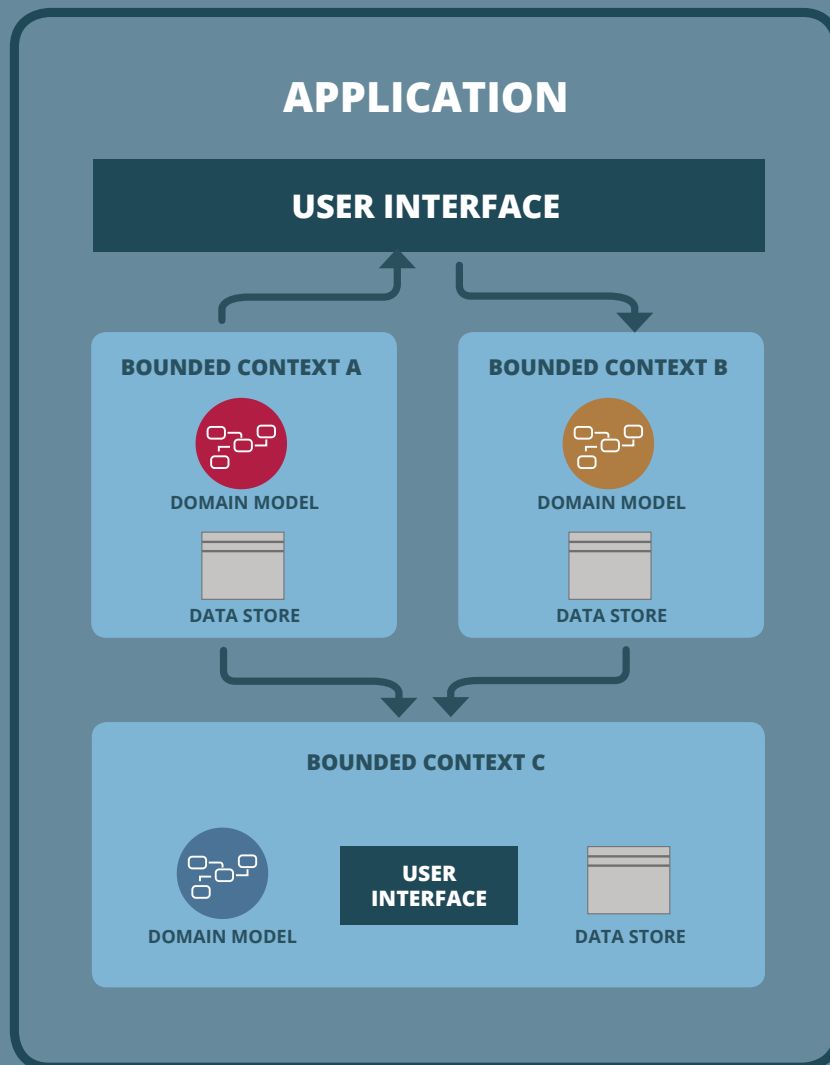 APPLICATION
USER INTERFACE
BOUNDED CONTEXT A
DOMAIN MODEL
DATA STORE
BOUNDED CONTEXT B
DOMAIN MODEL
DATA STORE
BOUNDED CONTEXT C
DOMAIN MODEL
USER
INTERFACE
DATA STORE